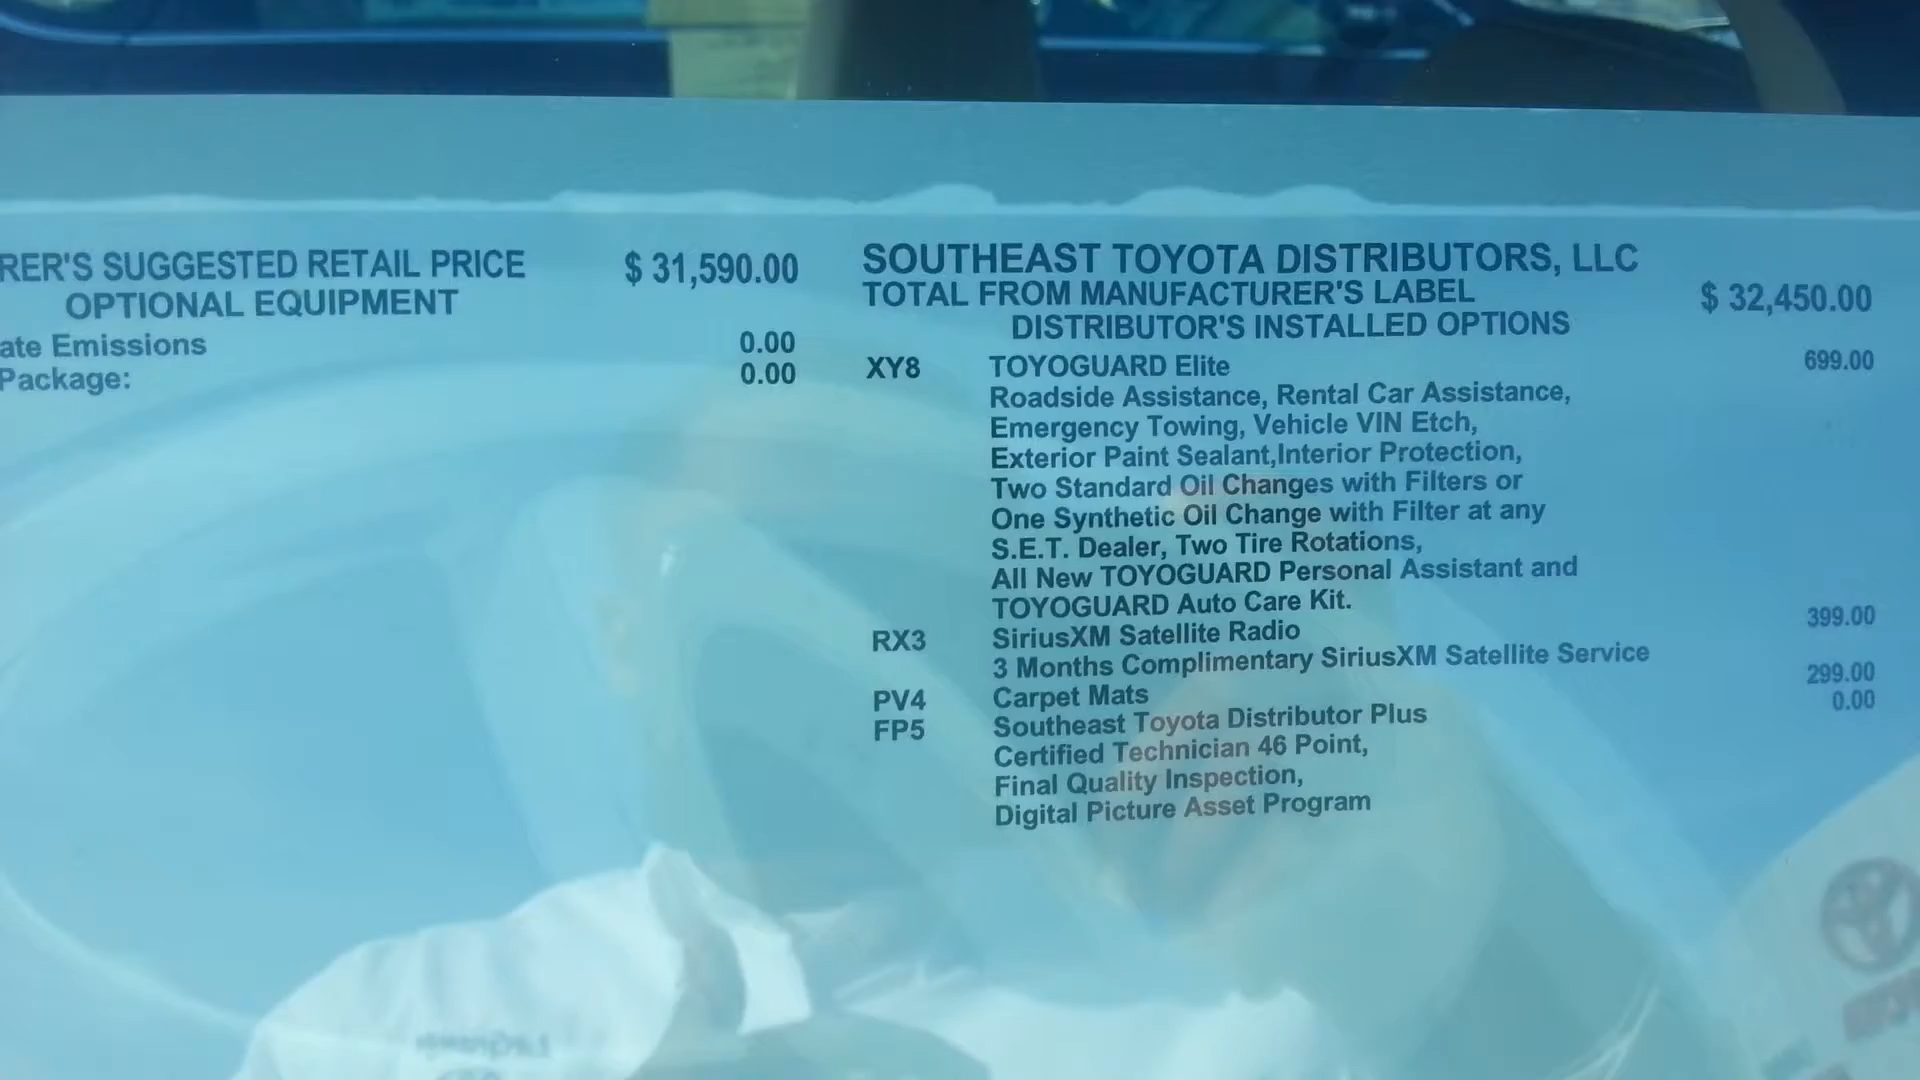 RER'S SUGGESTED RETAIL PRICE $ 31,590.00
OPTIONAL EQUIPMENT
ate Emissions 0.00
Package: 0.00
SOUTHEAST TOYOTA DISTRIBUTORS, LLC
TOTAL FROM MANUFACTURER'S LABEL $ 32,450.00
DISTRIBUTOR'S INSTALLED OPTIONS
XY8 TOYOGUARD Elite 699.00
Roadside Assistance, Rental Car Assistance,
Emergency Towing, Vehicle VIN Etch,
Exterior Paint Sealant,Interior Protection,
Two Standard Oil Changes with Filters or
One Synthetic Oil Change with Filter at any
S.E.T. Dealer, Two Tire Rotations,
All New TOYOGUARD Personal Assistant and
TOYOGUARD Auto Care Kit.
RX3 SiriusXM Satellite Radio 399.00
3 Months Complimentary SiriusXM Satellite Service
PV4 Carpet Mats 299.00
FP5 Southeast Toyota Distributor Plus 0.00
Certified Technician 46 Point,
Final Quality Inspection,
Digital Picture Asset Program